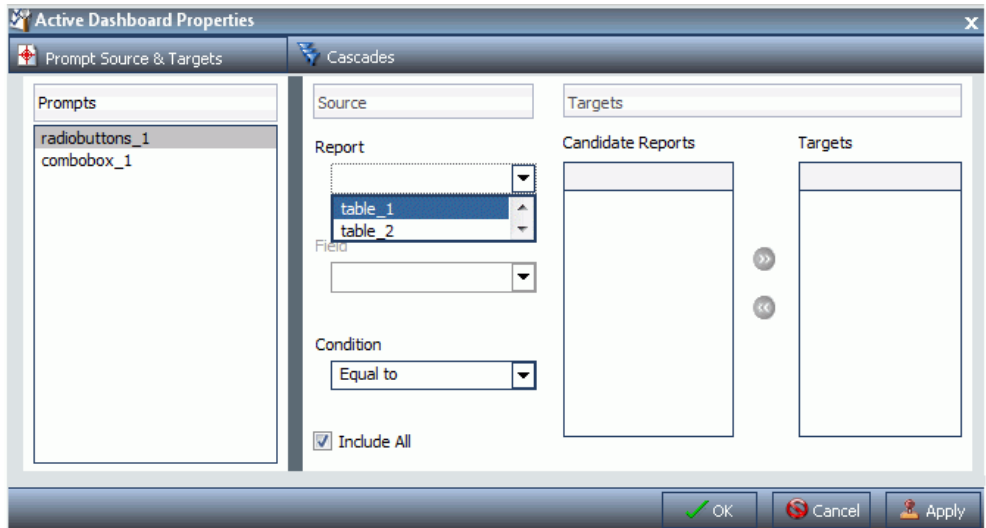 Active Dashboard Properties
x
Prompt Source & Targets
Cascades
Prompts
radiobuttons_1
combobox_1
Source
Report
table_1
table_2
Field
Condition
Equal to
Include All
Targets
Candidate Reports
Targets
OK
Cancel
Apply